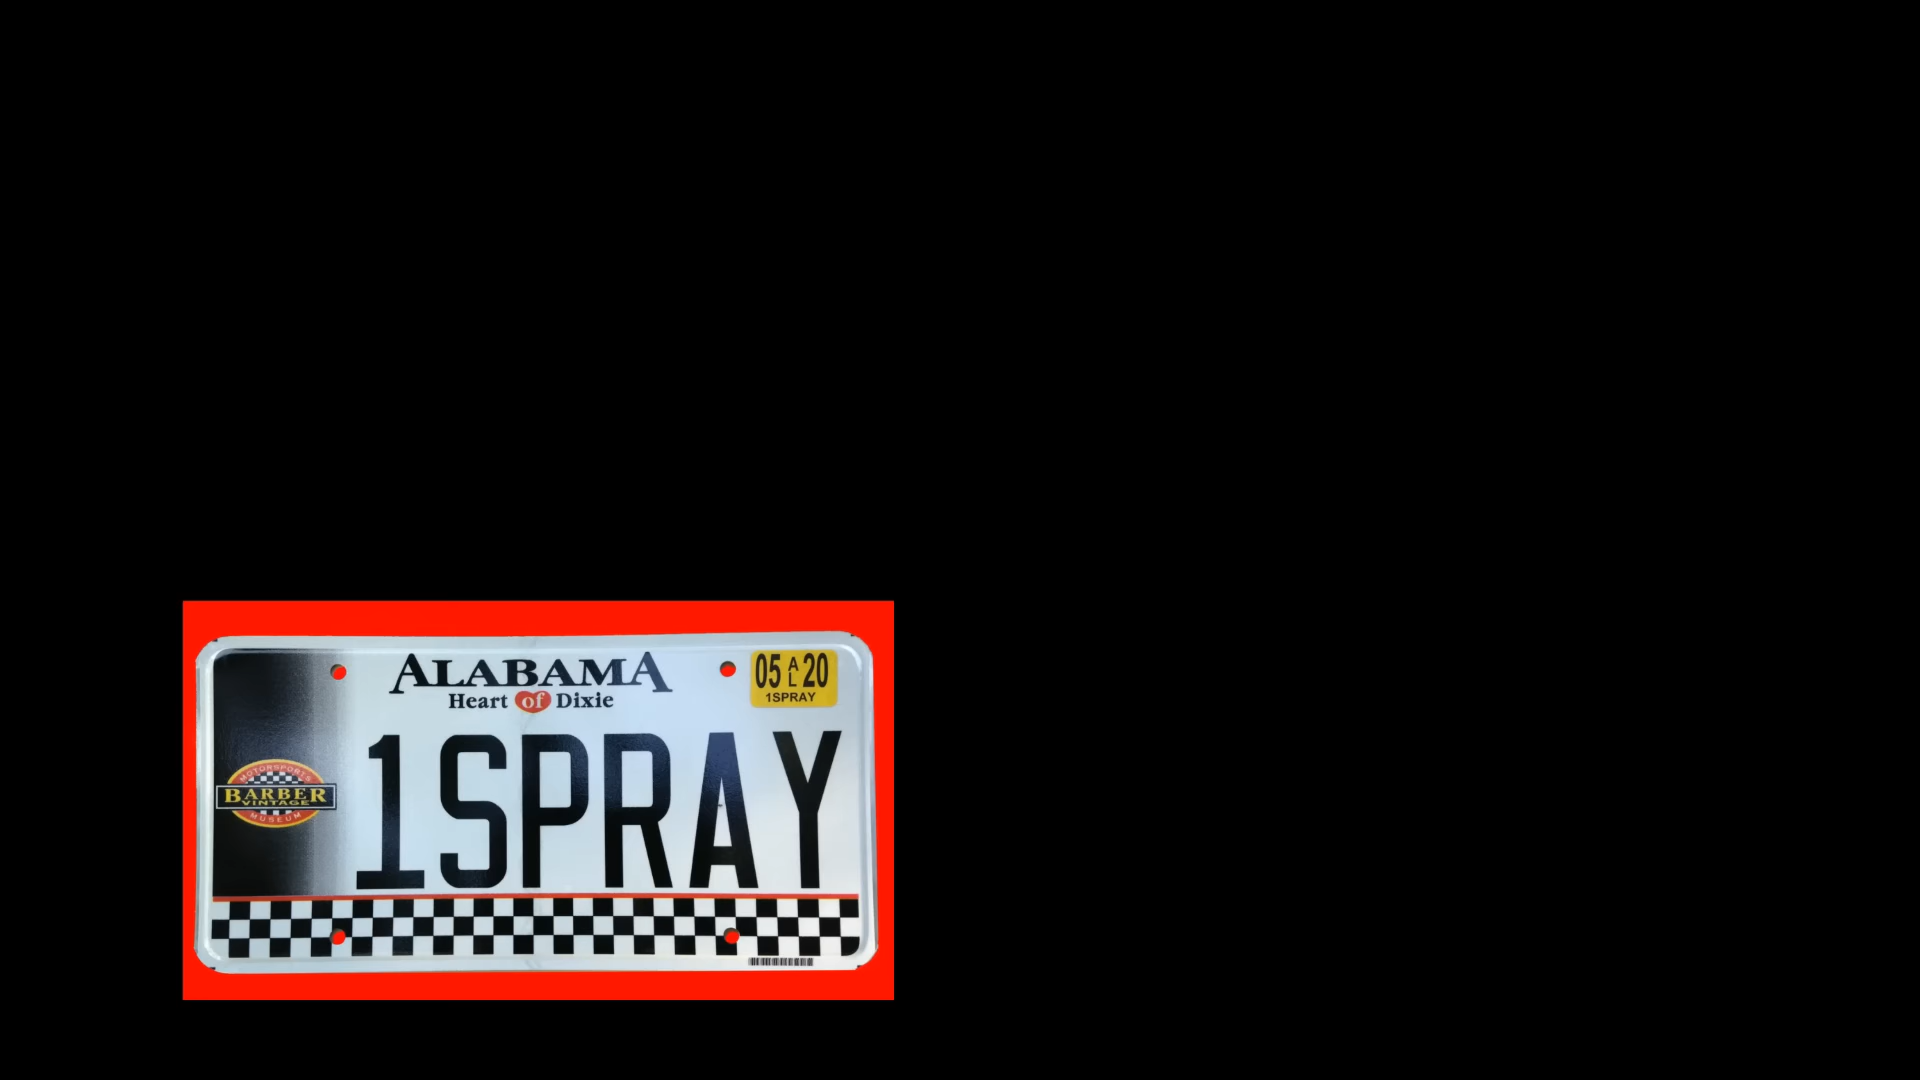 ALABAMA
Heart of Dixie
05 AL 20
1SPRAY
MOTORSPORTS
BARBER
VINTAGE
MUSEUM
1SPRAY